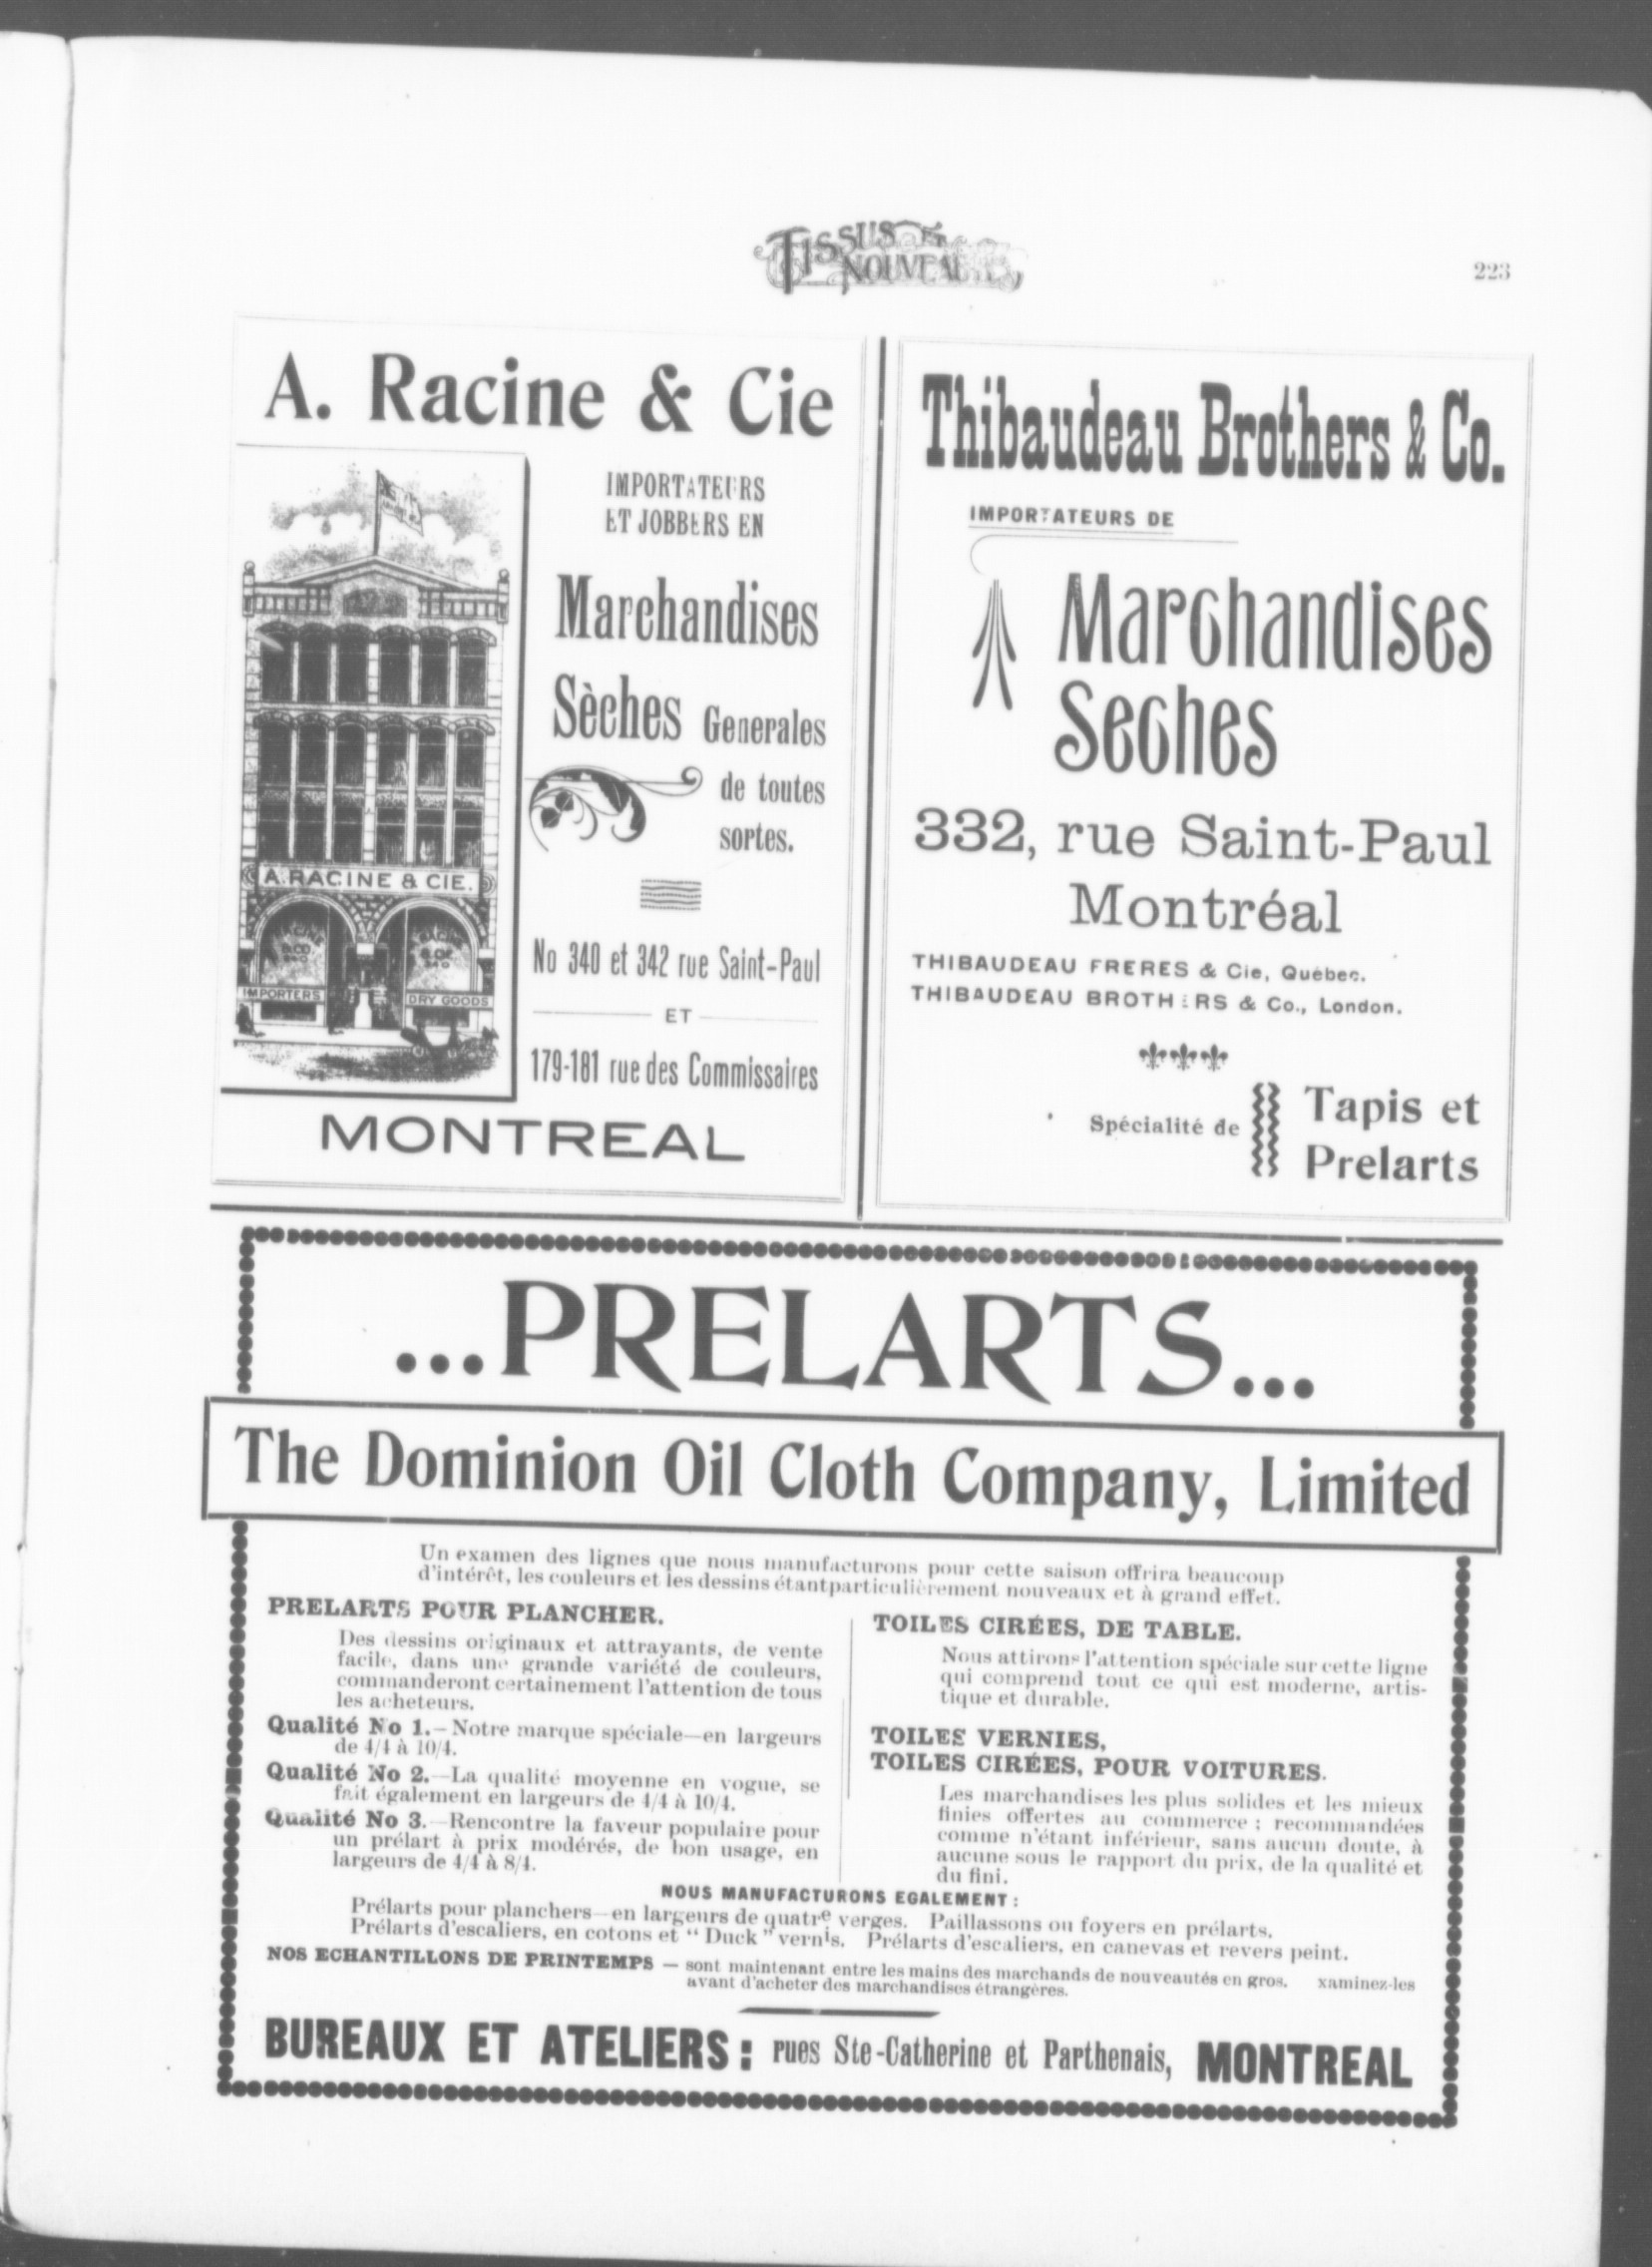 TISSUS ET
NOUVEAUTÉS
223
A. Racine & Cie
IMPORTATEURS
ET JOBBERS EN
Marchandises
Sèches Generales
de toutes
sortes.
A. RACINE & CIE.
RACINE
& CO
340
RACINE
& CIE
340
IMPORTERS
DRY GOODS
No 340 et 342 rue Saint-Paul
ET
179-181 rue des Commissaires
MONTREAL
Thibaudeau Brothers & Co.
IMPORTATEURS DE
Marchandises
Seches
332, rue Saint-Paul
Montréal
THIBAUDEAU FRERES & Cie, Québec.
THIBAUDEAU BROTHERS & Co., London.
Spécialité de
Tapis et
Prelarts
...PRELARTS...
The Dominion Oil Cloth Company, Limited
Un examen des lignes que nous manufacturons pour cette saison offrira beaucoup
d'intérêt, les couleurs et les dessins étant particulièrement nouveaux et à grand effet.
PRELARTS POUR PLANCHER.
Des dessins originaux et attrayants, de vente
facile, dans une grande variété de couleurs,
commanderont certainement l'attention de tous
les acheteurs.
Qualité No 1.—Notre marque spéciale—en largeurs
de 4/4 à 10/4.
Qualité No 2.—La qualité moyenne en vogue, se
fait également en largeurs de 4/4 à 10/4.
Qualité No 3.—Rencontre la faveur populaire pour
un prélart à prix modérés, de bon usage, en
largeurs de 4/4 à 8/4.
TOILES CIRÉES, DE TABLE.
Nous attirons l'attention spéciale sur cette ligne
qui comprend tout ce qui est moderne, artis-
tique et durable.
TOILES VERNIES,
TOILES CIRÉES, POUR VOITURES.
Les marchandises les plus solides et les mieux
finies offertes au commerce ; recommandées
comme n'étant inférieur, sans aucun doute, à
aucune sous le rapport du prix, de la qualité et
du fini.
NOUS MANUFACTURONS EGALEMENT :
Prélarts pour planchers—en largeurs de quatre verges. Paillassons ou foyers en prélarts.
Prélarts d'escaliers, en cotons et "Duck" vernis. Prélarts d'escaliers, en canevas et revers peint.
NOS ECHANTILLONS DE PRINTEMPS — sont maintenant entre les mains des marchands de nouveautés en gros. xaminez-les
avant d'acheter des marchandises étrangères.
BUREAUX ET ATELIERS : rues Ste-Catherine et Parthenais, MONTREAL